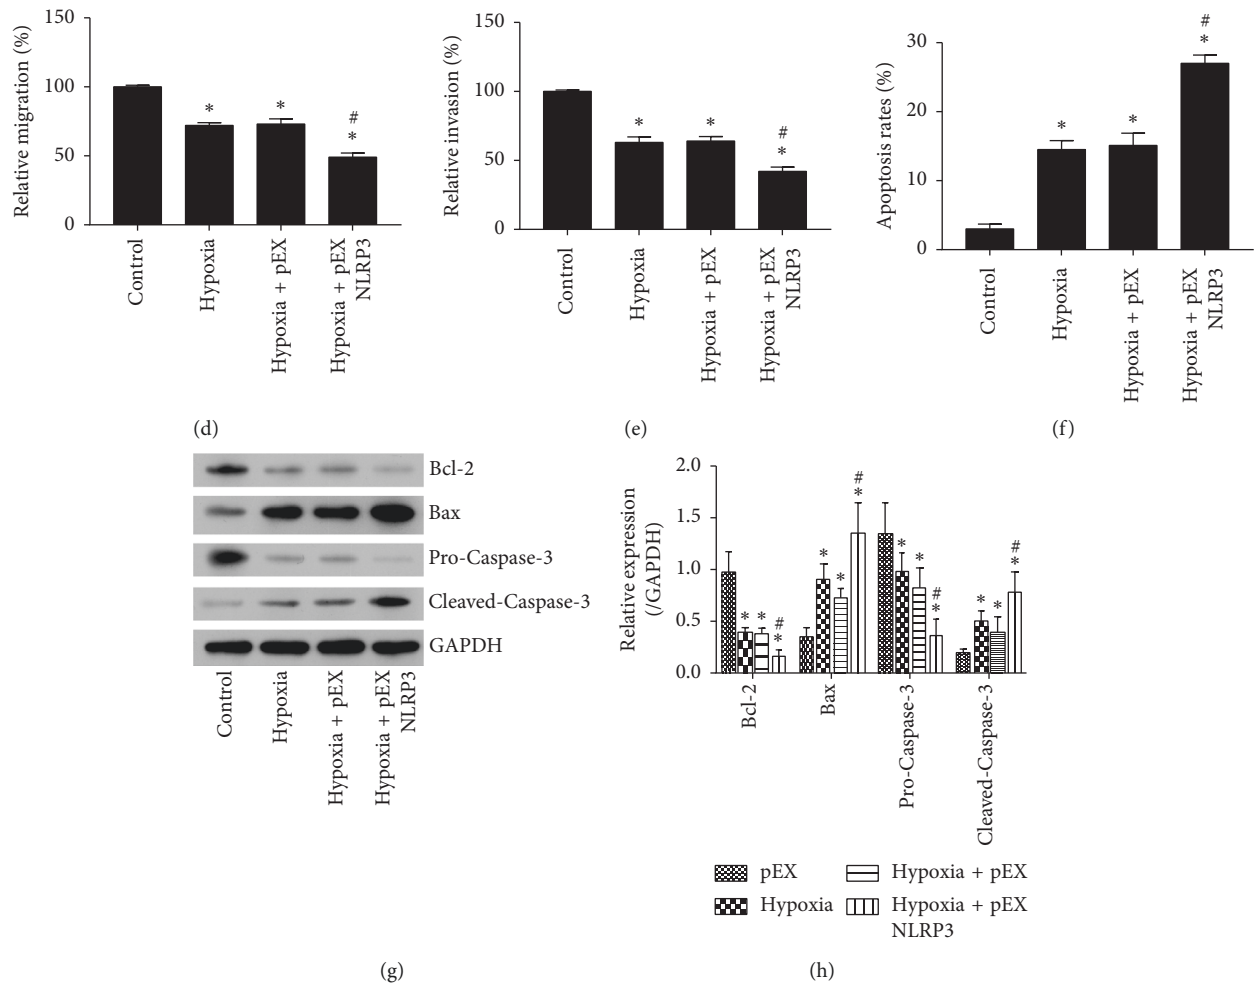 150
100
50
0
Relative migration (%)
*
*
#
*
Control
Hypoxia
Hypoxia + pEX
Hypoxia + pEX
NLRP3
(d)
150
100
50
0
Relative invasion (%)
*
*
#
*
Control
Hypoxia
Hypoxia + pEX
Hypoxia + pEX
NLRP3
(e)
30
20
10
0
Apoptosis rates (%)
*
*
#
*
Control
Hypoxia
Hypoxia + pEX
Hypoxia + pEX
NLRP3
(f)
Bcl-2
Bax
Pro-Caspase-3
Cleaved-Caspase-3
GAPDH
Control
Hypoxia
Hypoxia + pEX
Hypoxia + pEX
NLRP3
(g)
2.0
1.5
1.0
0.5
0.0
Relative expression
(/GAPDH)
*
*
#
*
*
*
#
*
*
*
#
*
*
*
#
*
Bcl-2
Bax
Pro-Caspase-3
Cleaved-Caspase-3
pEX
Hypoxia
Hypoxia + pEX
Hypoxia + pEX
NLRP3
(h)